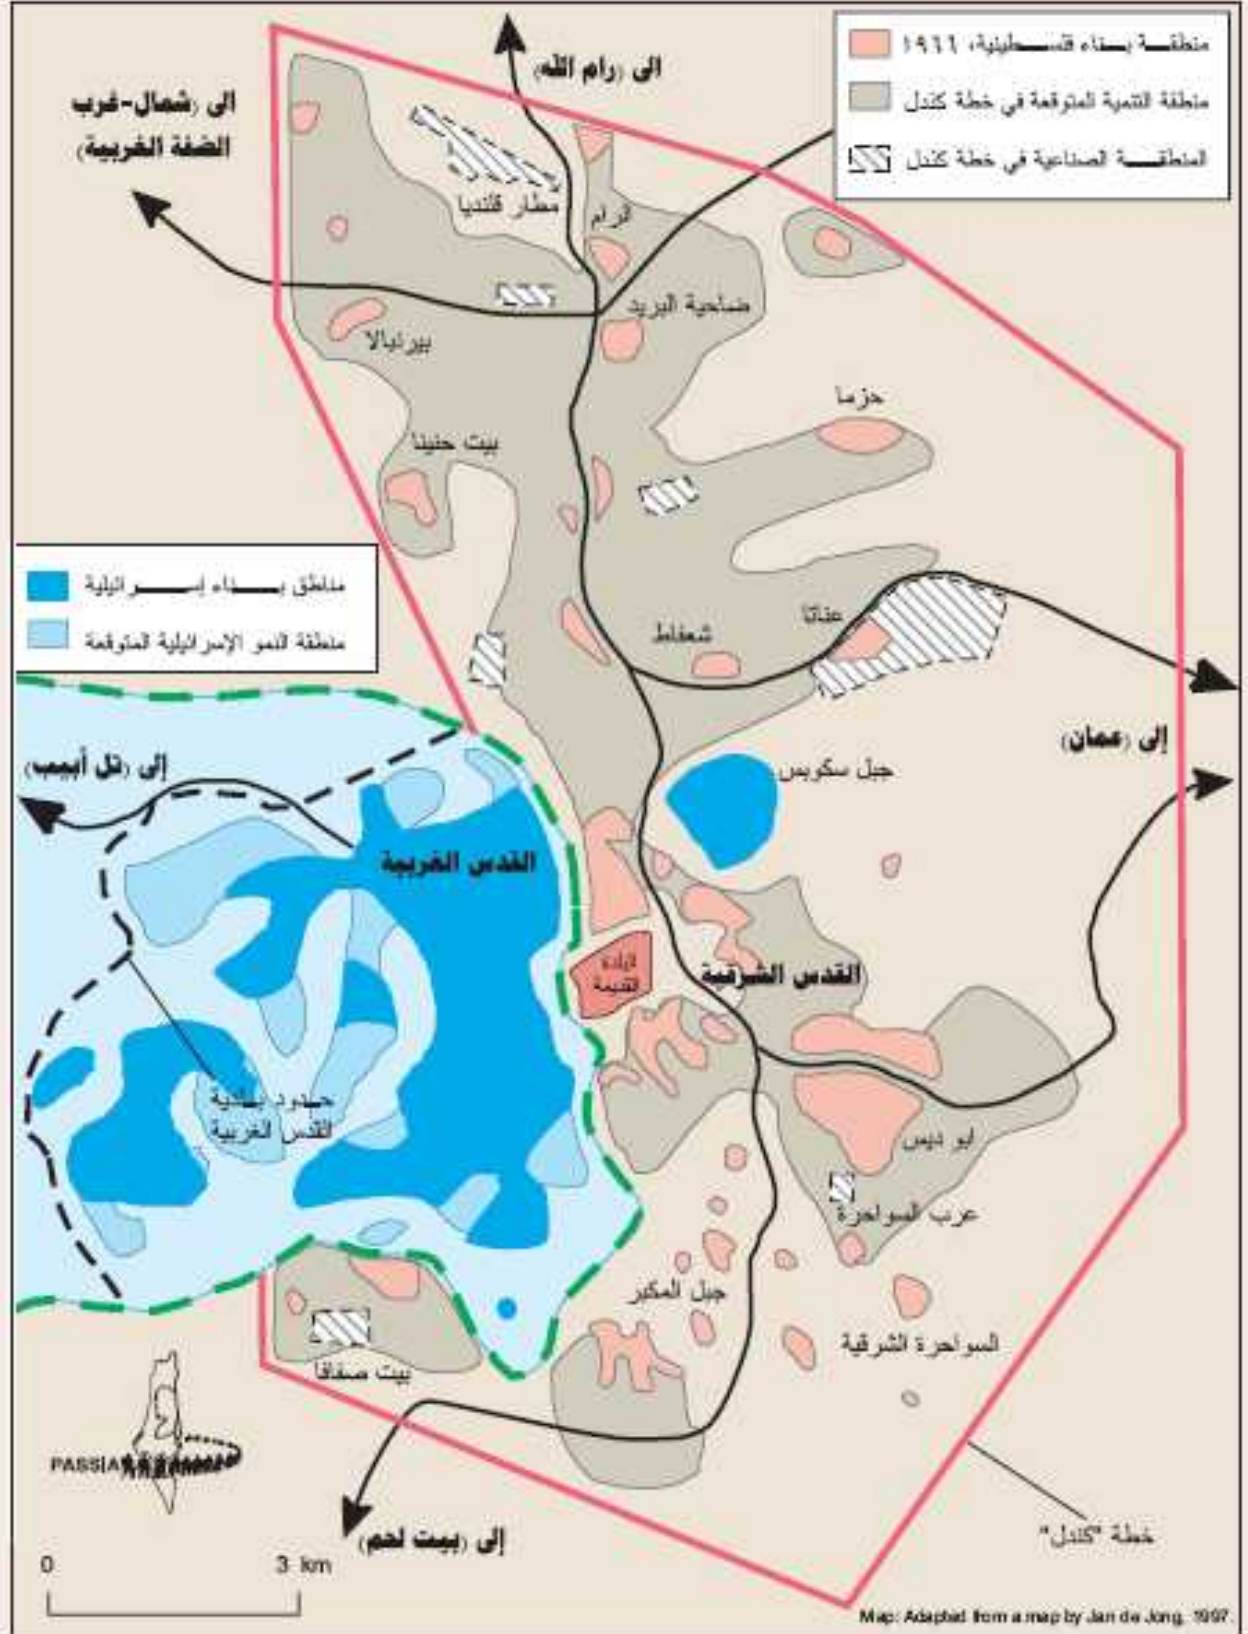 منطقة بناء فلسطينية، ١٩٦٦
منطقة التنمية المتوقعة في خطة كندل
المنطقة الصناعية في خطة كندل
الى (رام الله)
الى (شمال-غرب
الضفة الغربية)
مطار قلنديا
الرام
ضاحية البريد
بيرنبالا
حزما
بيت حنينا
مناطق بناء إسرائيلية
منطقة النمو الإسرائيلية المتوقعة
عناتا
شعفاط
إلى (عمان)
إلى (تل أبيب)
جبل سكوبس
القدس الغربية
البلدة
القديمة
القدس الشرقية
حدود بلدية
القدس الغربية
ابو ديس
عرب السواحرة
جبل المكبر
السواحرة الشرقية
بيت صفافا
PASSIA
إلى (بيت لحم)
خطة "كندل"
0 3 km
Map: Adapted from a map by Jan de Jong, 1997.